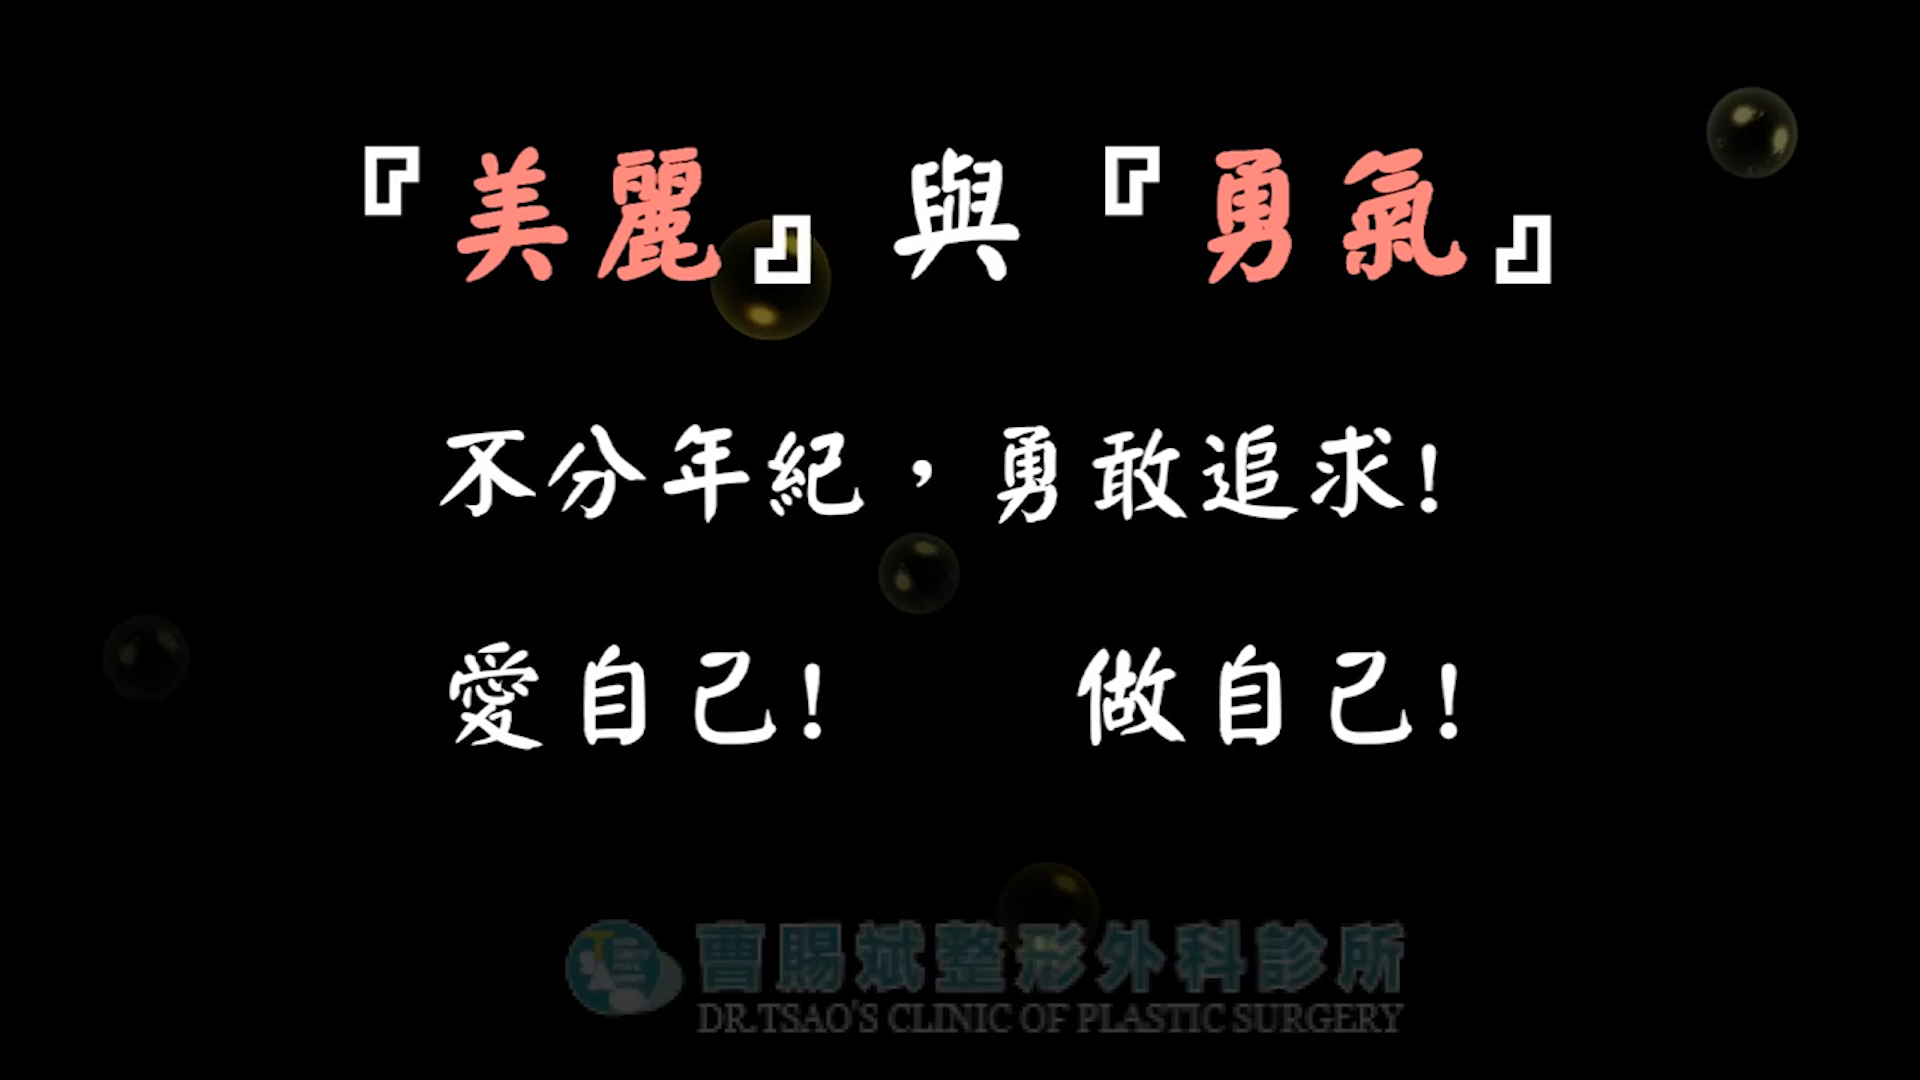 『美麗』與『勇氣』
不分年紀，勇敢追求!
愛自己! 做自己!
曹賜斌整形外科診所
DR.TSAO'S CLINIC OF PLASTIC SURGERY